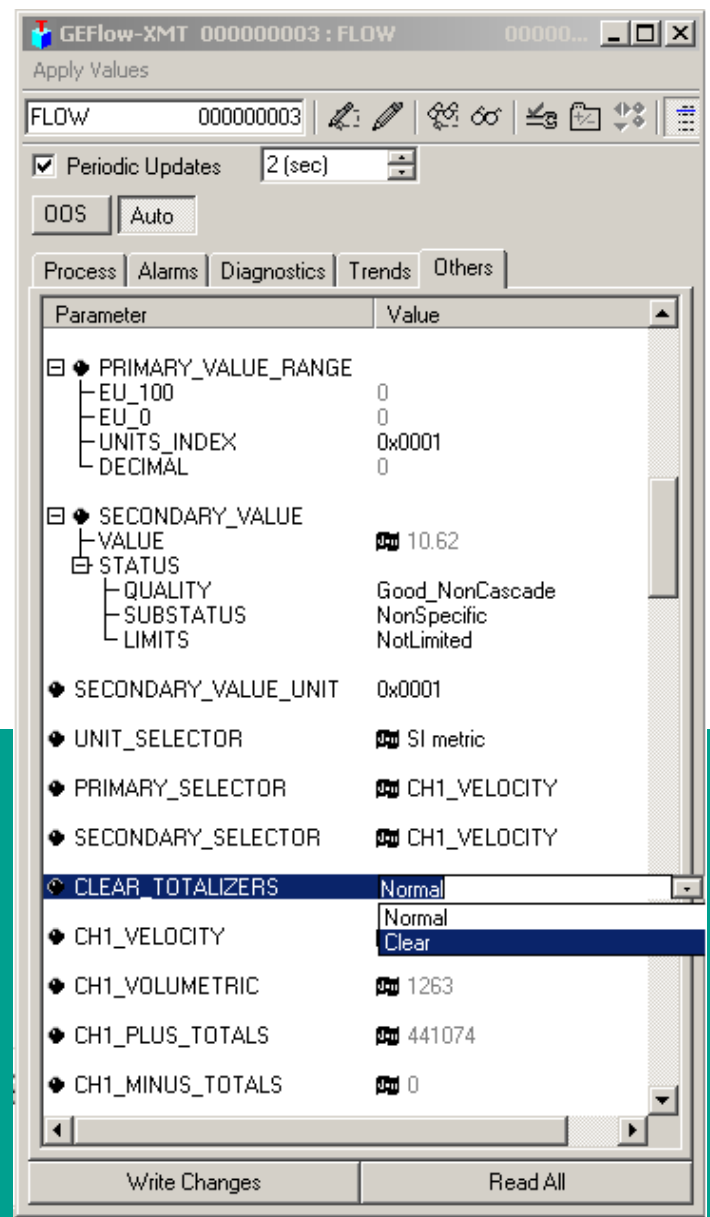 GEFlow-XMT 000000003 : FLOW 00000...
Apply Values
FLOW 000000003
Periodic Updates 2 (sec)
OOS Auto
Process Alarms Diagnostics Trends Others
Parameter Value
PRIMARY_VALUE_RANGE
EU_100 0
EU_0 0
UNITS_INDEX 0x0001
DECIMAL 0
SECONDARY_VALUE
VALUE 10.62
STATUS
QUALITY Good_NonCascade
SUBSTATUS NonSpecific
LIMITS NotLimited
SECONDARY_VALUE_UNIT 0x0001
UNIT_SELECTOR SI metric
PRIMARY_SELECTOR CH1_VELOCITY
SECONDARY_SELECTOR CH1_VELOCITY
CLEAR_TOTALIZERS Normal
Normal
CH1_VELOCITY Clear
CH1_VOLUMETRIC 1263
CH1_PLUS_TOTALS 441074
CH1_MINUS_TOTALS 0
Write Changes Read All